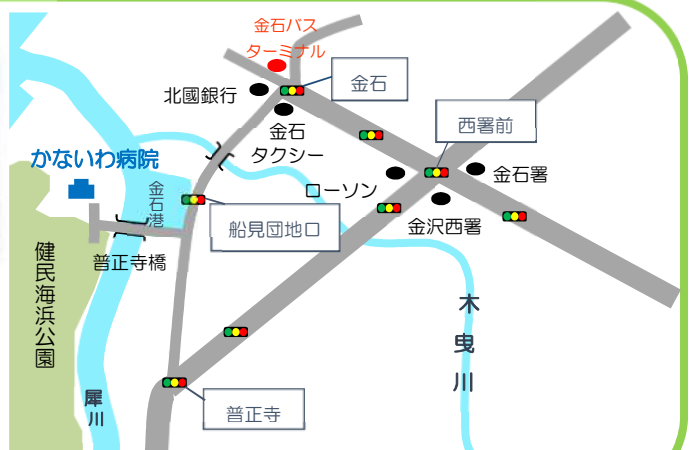 金石バス
ターミナル
北國銀行
金石
金石
タクシー
西署前
かないわ病院
金石港
ローソン
金石署
船見団地口
金沢西署
普正寺橋
健民海浜公園
木曳川
犀川
普正寺